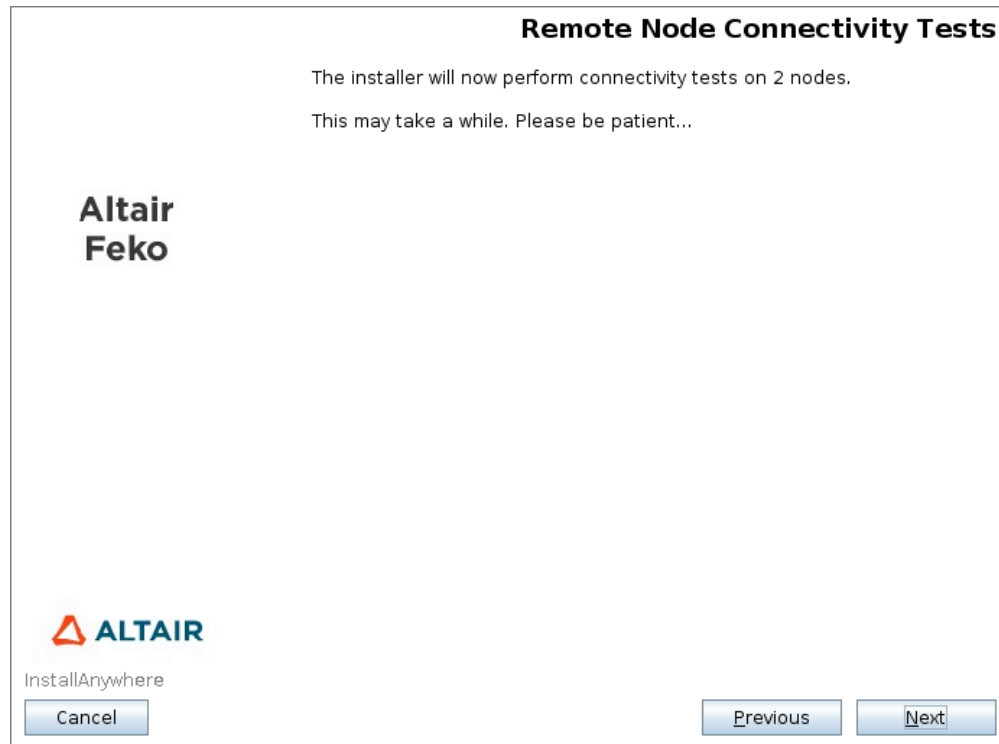 Remote Node Connectivity Tests
The installer will now perform connectivity tests on 2 nodes.
This may take a while. Please be patient...
Altair
Feko
ALTAIR
InstallAnywhere
Cancel
Previous
Next